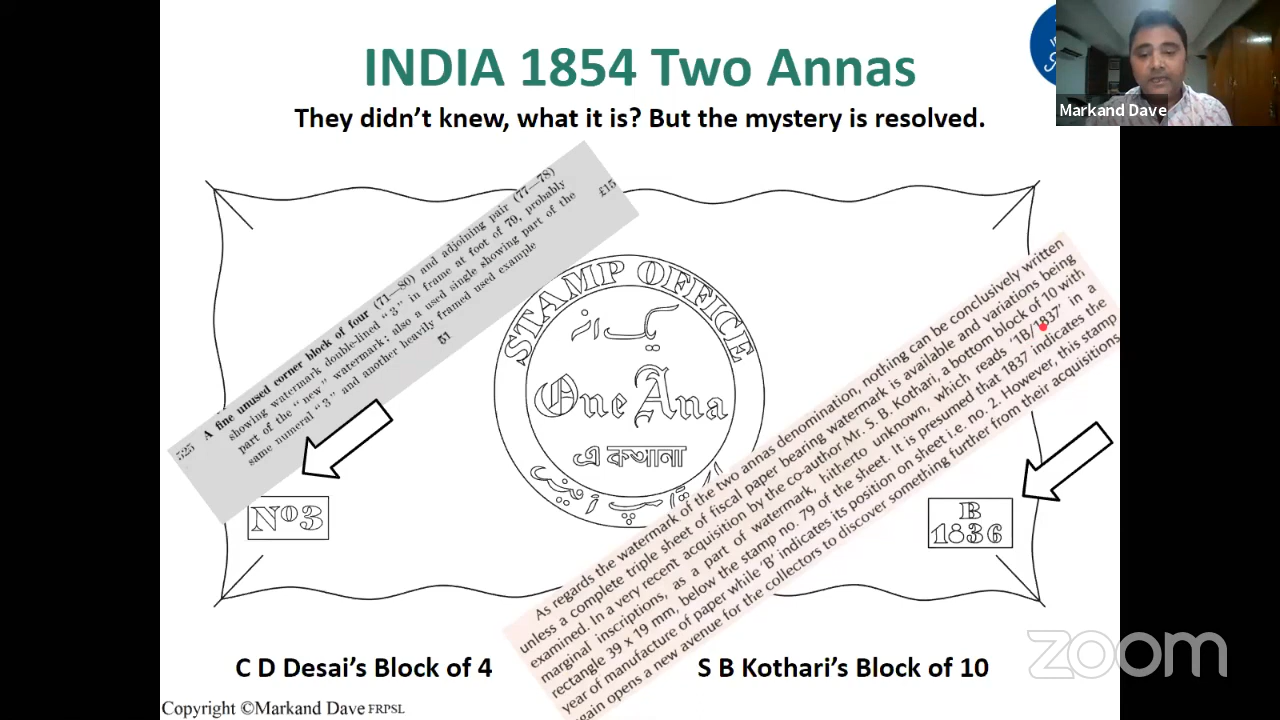 INDIA 1854 Two Annas
They didn’t knew, what it is? But the mystery is resolved.
Markand Dave
525 A fine unused corner block of four (71—80) and adjoining pair (77—78)
showing watermark double-lined “ 3 ” in frame at foot of 79, probably
part of the “ new ” watermark; also a used single showing part of the
same numeral “ 3 ” and another heavily framed used example £15
51
STAMP OFFICE
One Ana
এ কআনা
As regards the watermark of the two annas denomination, nothing can be conclusively written
unless a complete triple sheet of fiscal paper bearing watermark is available and variations being
examined. In a very recent acquisition by the co-author Mr. S. B. Kothari, a bottom block of 10 with
marginal inscriptions, as a part of watermark, hitherto unknown, which reads ‘1B/1837’ in a
rectangle 39 x 19 mm, below the stamp no. 79 of the sheet. It is presumed that 1837 indicates the
year of manufacture of paper while ‘B’ indicates its position on sheet i.e. no. 2. However, this stamp
gain opens a new avenue for the collectors to discover something further from their acquisitions
Nº3
B
1836
C D Desai’s Block of 4
S B Kothari’s Block of 10
zoom
Copyright ©Markand Dave FRPSL